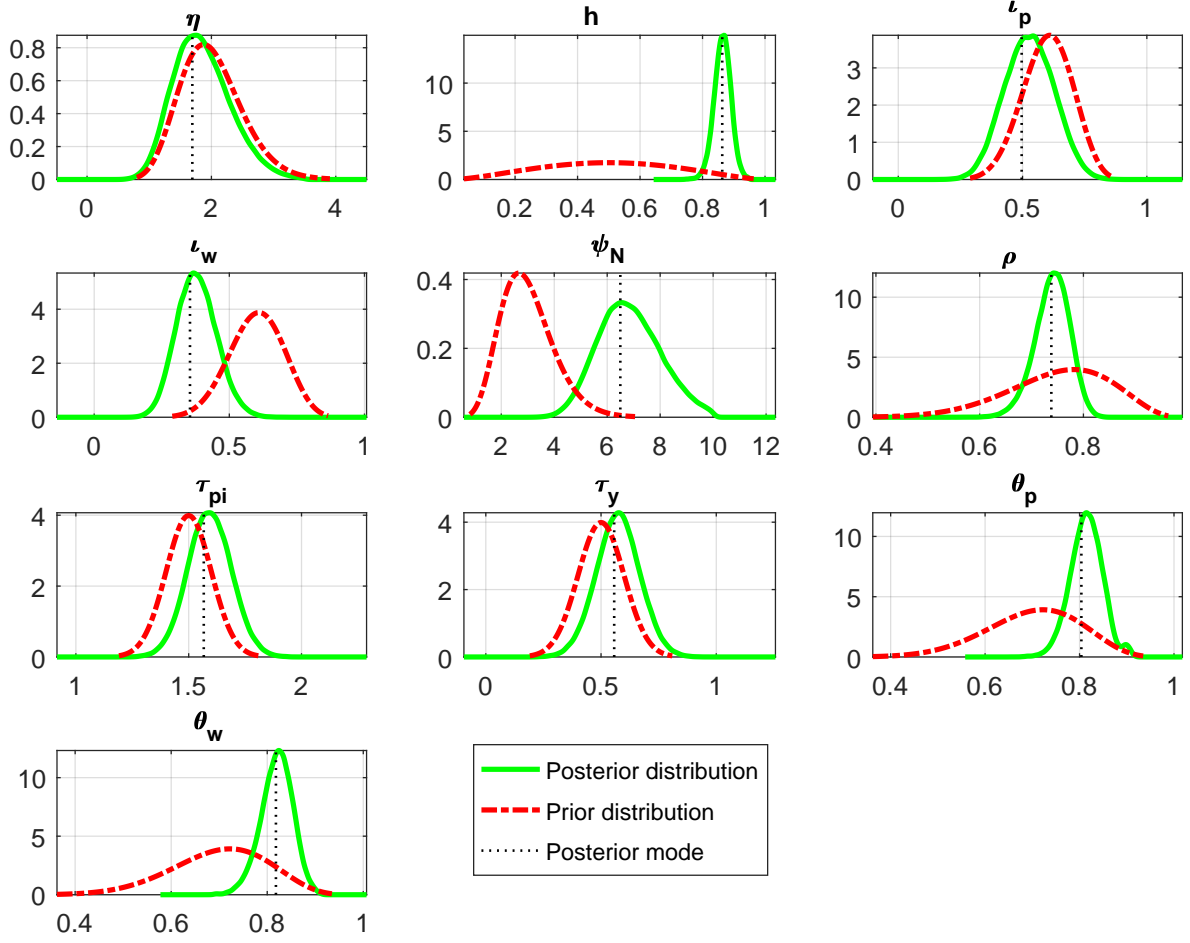 η
0.8
0.6
0.4
0.2
0
0 2 4
h
15
10
5
0
0.2 0.4 0.6 0.8 1
ι_p
3
2
1
0
0 0.5 1
ι_w
4
2
0
0 0.5 1
ψ_N
0.4
0.2
0
2 4 6 8 10 12
ρ
10
5
0
0.4 0.6 0.8
τ_pi
4
2
0
1 1.5 2
τ_y
4
2
0
0 0.5 1
θ_p
10
5
0
0.4 0.6 0.8 1
θ_w
10
5
0
0.4 0.6 0.8 1
Posterior distribution
Prior distribution
Posterior mode